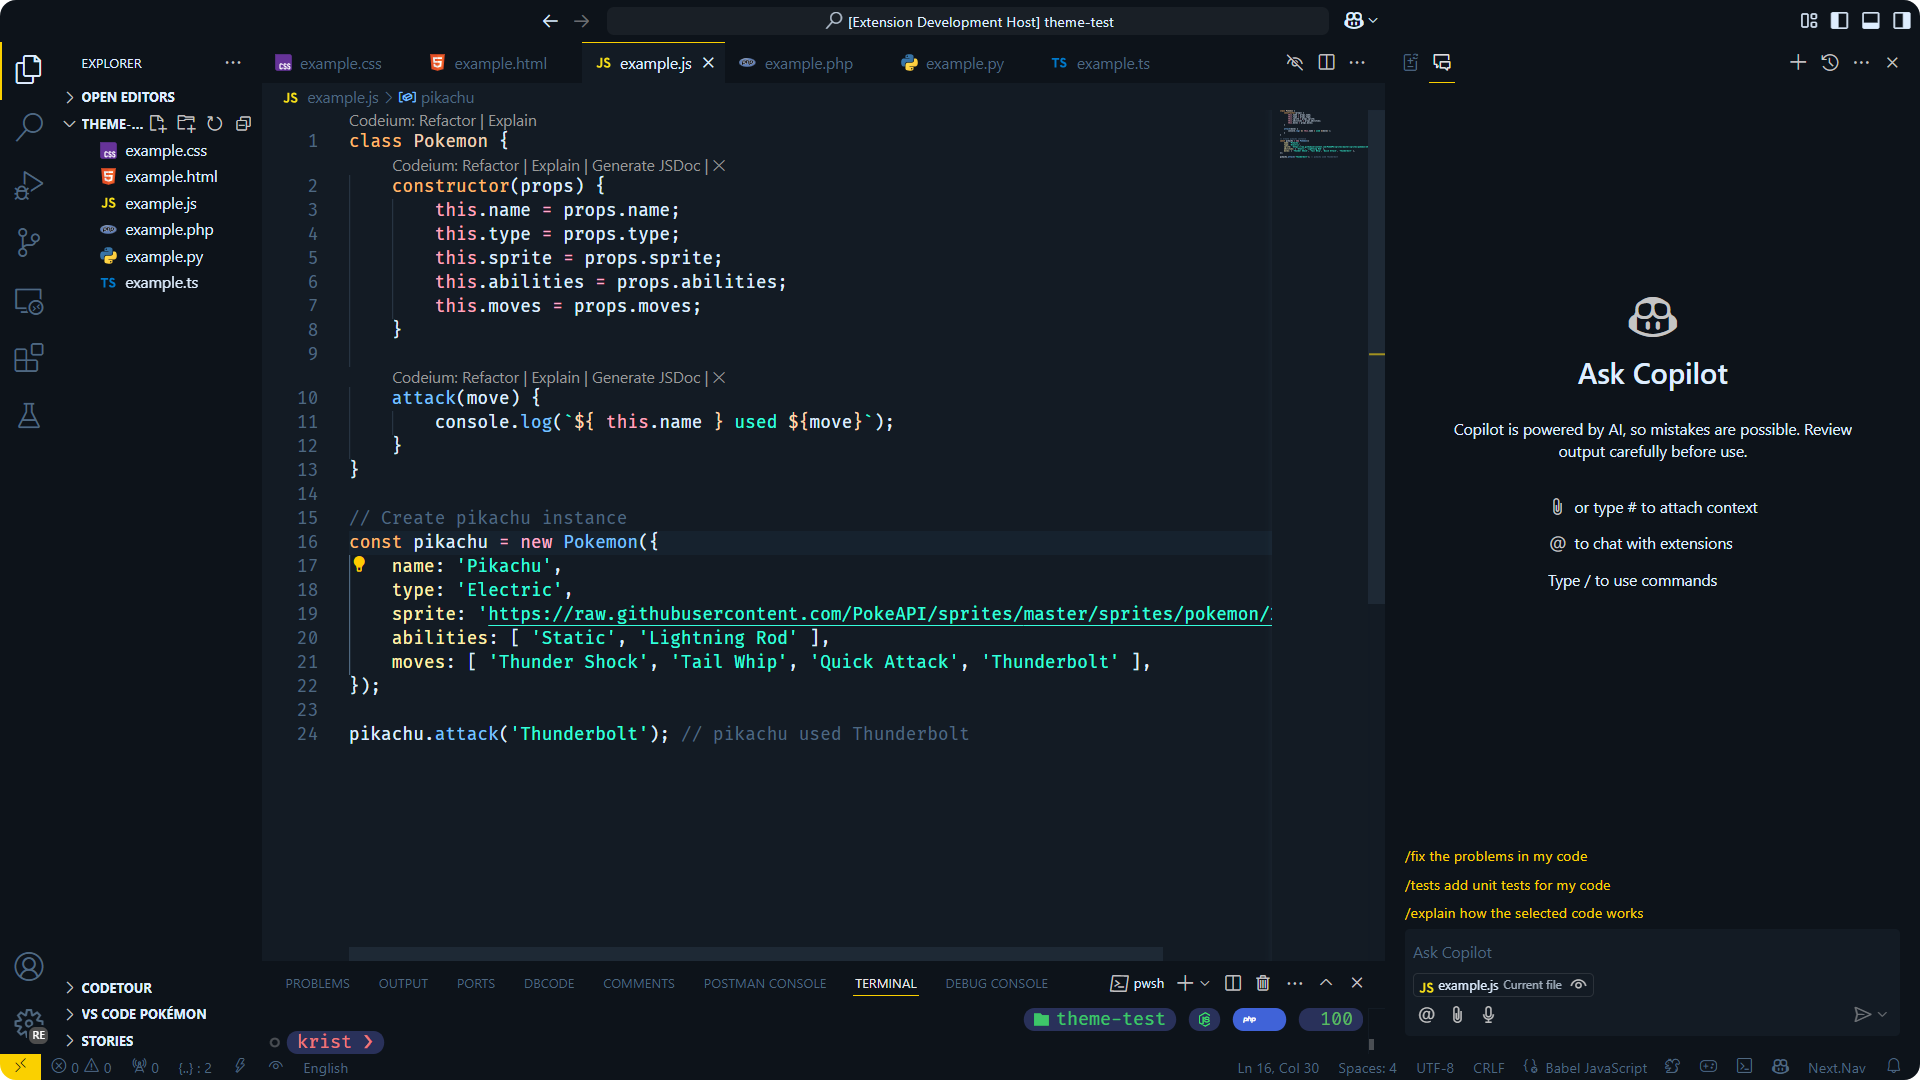 [Extension Development Host] theme-test
EXPLORER
OPEN EDITORS
THEME-...
example.css
example.html
example.js
example.php
example.py
example.ts
CODETOUR
VS CODE POKÉMON
STORIES
RE
example.css
example.html
JS example.js
example.php
example.py
TS example.ts
JS example.js > pikachu
Codeium: Refactor | Explain
1 class Pokemon {
Codeium: Refactor | Explain | Generate JSDoc | ×
2 constructor(props) {
3 this.name = props.name;
4 this.type = props.type;
5 this.sprite = props.sprite;
6 this.abilities = props.abilities;
7 this.moves = props.moves;
8 }
9
Codeium: Refactor | Explain | Generate JSDoc | ×
10 attack(move) {
11 console.log(`${ this.name } used ${move}`);
12 }
13 }
14
15 // Create pikachu instance
16 const pikachu = new Pokemon({
17 name: 'Pikachu',
18 type: 'Electric',
19 sprite: 'https://raw.githubusercontent.com/PokeAPI/sprites/master/sprites/pokemon/
20 abilities: [ 'Static', 'Lightning Rod' ],
21 moves: [ 'Thunder Shock', 'Tail Whip', 'Quick Attack', 'Thunderbolt' ],
22 });
23
24 pikachu.attack('Thunderbolt'); // pikachu used Thunderbolt
PROBLEMS OUTPUT PORTS DBCODE COMMENTS POSTMAN CONSOLE TERMINAL DEBUG CONSOLE
pwsh
theme-test php 100
krist ❯
Ask Copilot
Copilot is powered by AI, so mistakes are possible. Review
output carefully before use.
or type # to attach context
@ to chat with extensions
Type / to use commands
/fix the problems in my code
/tests add unit tests for my code
/explain how the selected code works
Ask Copilot
JS example.js Current file
@
0 0 0 {..} : 2 English
Ln 16, Col 30 Spaces: 4 UTF-8 CRLF Babel JavaScript Next.Nav